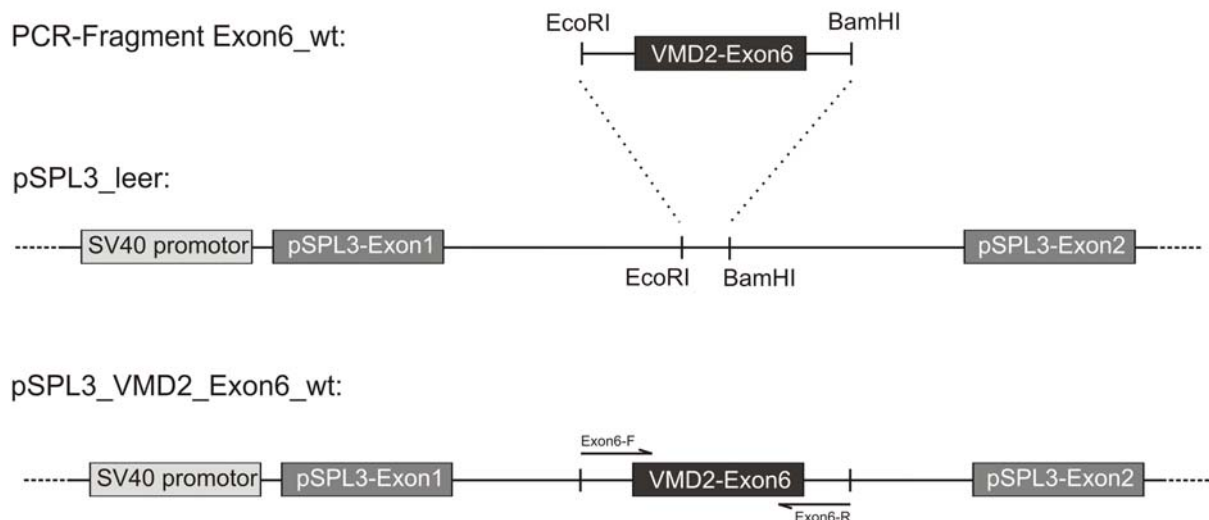 PCR-Fragment Exon6_wt:
EcoRI
BamHI
VMD2-Exon6
pSPL3_leer:
SV40 promotor
pSPL3-Exon1
pSPL3-Exon2
EcoRI
BamHI
pSPL3_VMD2_Exon6_wt:
Exon6-F
SV40 promotor
pSPL3-Exon1
VMD2-Exon6
pSPL3-Exon2
Exon6-R